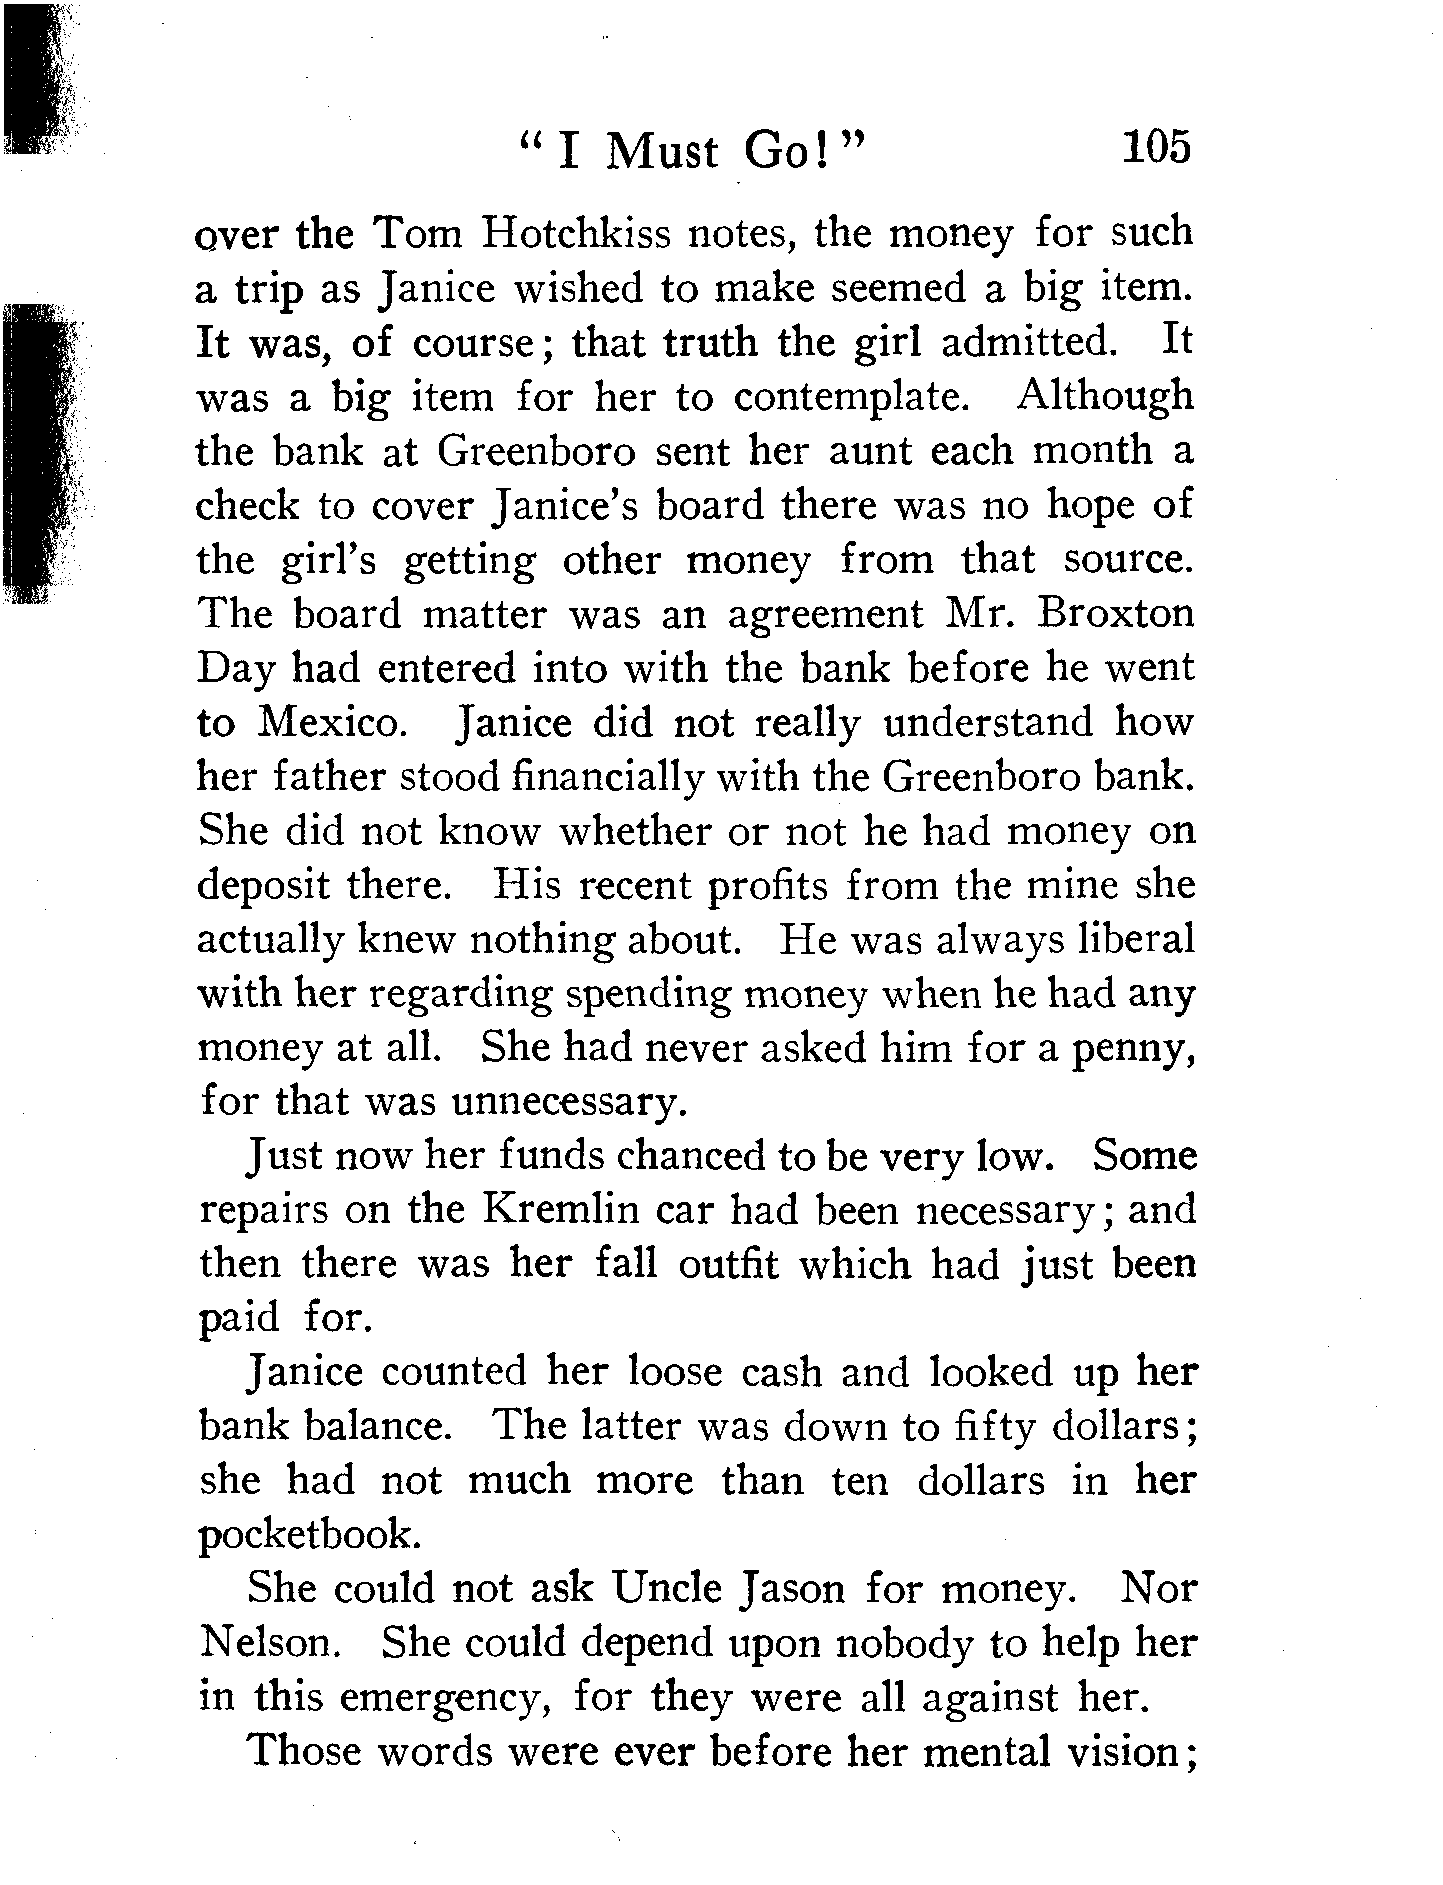 “ I Must Go! ” 105
over the Tom Hotchkiss notes, the money for such
a trip as Janice wished to make seemed a big item.
It was, of course; that truth the girl admitted. It
was a big item for her to contemplate. Although
the bank at Greenboro sent her aunt each month a
check to cover Janice’s board there was no hope of
the girl’s getting other money from that source.
The board matter was an agreement Mr. Broxton
Day had entered into with the bank before he went
to Mexico. Janice did not really understand how
her father stood financially with the Greenboro bank.
She did not know whether or not he had money on
deposit there. His recent profits from the mine she
actually knew nothing about. He was always liberal
with her regarding spending money when he had any
money at all. She had never asked him for a penny,
for that was unnecessary.
Just now her funds chanced to be very low. Some
repairs on the Kremlin car had been necessary; and
then there was her fall outfit which had just been
paid for.
Janice counted her loose cash and looked up her
bank balance. The latter was down to fifty dollars;
she had not much more than ten dollars in her
pocketbook.
She could not ask Uncle Jason for money. Nor
Nelson. She could depend upon nobody to help her
in this emergency, for they were all against her.
Those words were ever before her mental vision;